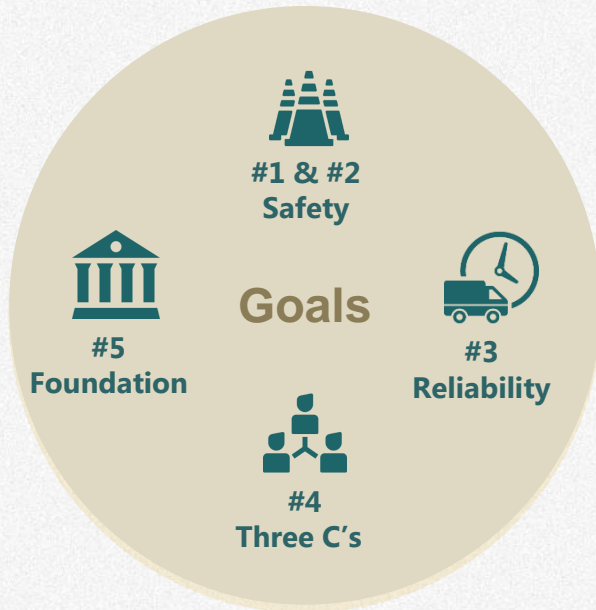 #1 & #2
Safety
Goals
#5
Foundation
#3
Reliability
#4
Three C's